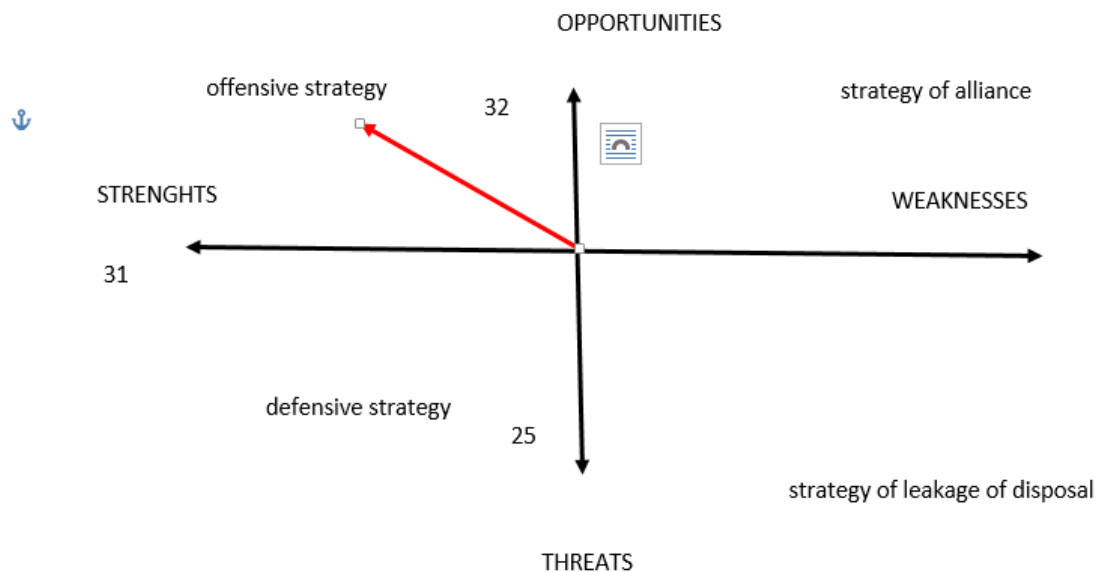 OPPORTUNITIES
offensive strategy
strategy of alliance
32
STRENGHTS
WEAKNESSES
31
defensive strategy
25
strategy of leakage of disposal
THREATS